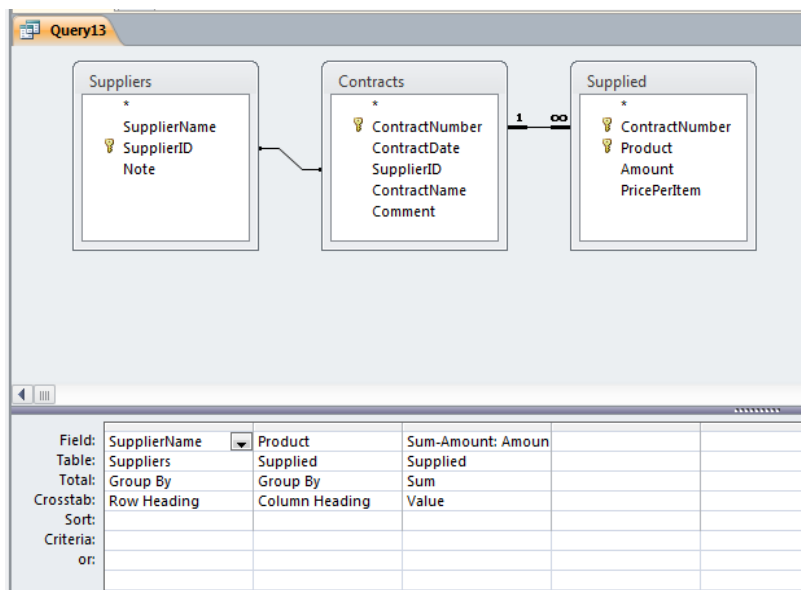 Query13
Suppliers
*
SupplierName
SupplierID
Note
Contracts
*
ContractNumber
ContractDate
SupplierID
ContractName
Comment
1 ∞
Supplied
*
ContractNumber
Product
Amount
PricePerItem
Field: SupplierName Product Sum-Amount: Amoun
Table: Suppliers Supplied Supplied
Total: Group By Group By Sum
Crosstab: Row Heading Column Heading Value
Sort:
Criteria:
or: